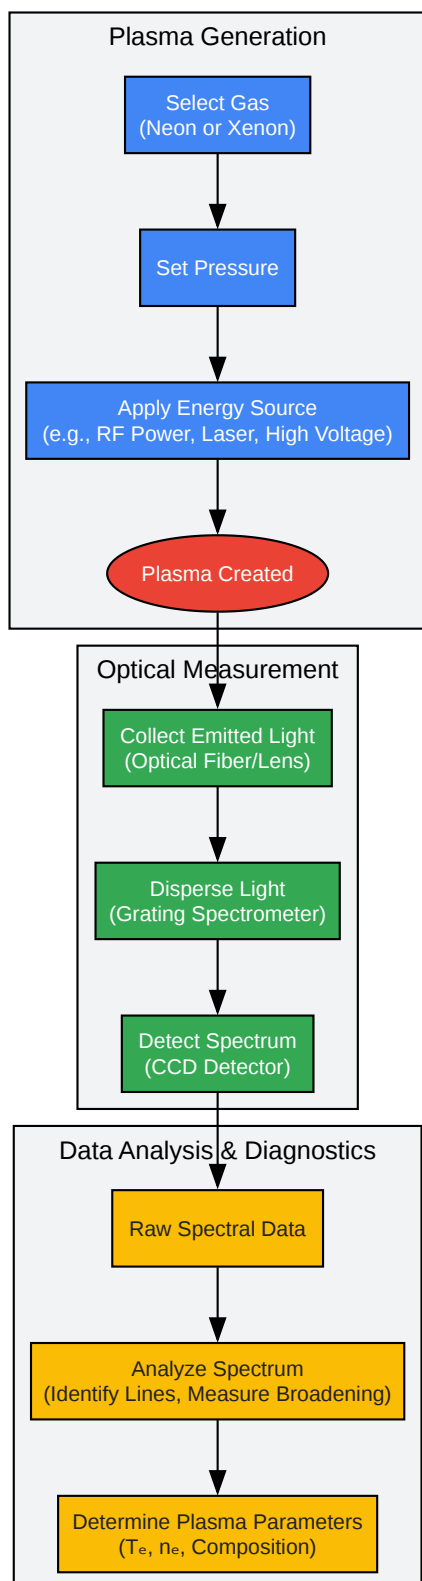 Plasma Generation
Select Gas
(Neon or Xenon)
Set Pressure
Apply Energy Source
(e.g., RF Power, Laser, High Voltage)
Plasma Created
Optical Measurement
Collect Emitted Light
(Optical Fiber/Lens)
Disperse Light
(Grating Spectrometer)
Detect Spectrum
(CCD Detector)
Data Analysis & Diagnostics
Raw Spectral Data
Analyze Spectrum
(Identify Lines, Measure Broadening)
Determine Plasma Parameters
(Tₑ, nₑ, Composition)